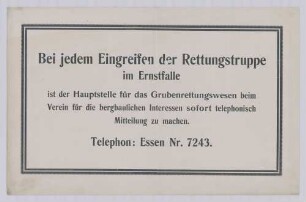 Bei jedem Eingreifen der Rettungstruppe
im Ernstfalle
ist der Hauptstelle für das Grubenrettungswesen beim
Verein für die bergbaulichen Interessen sofort telephonisch
Mitteilung zu machen.
Telephon: Essen Nr. 7243.